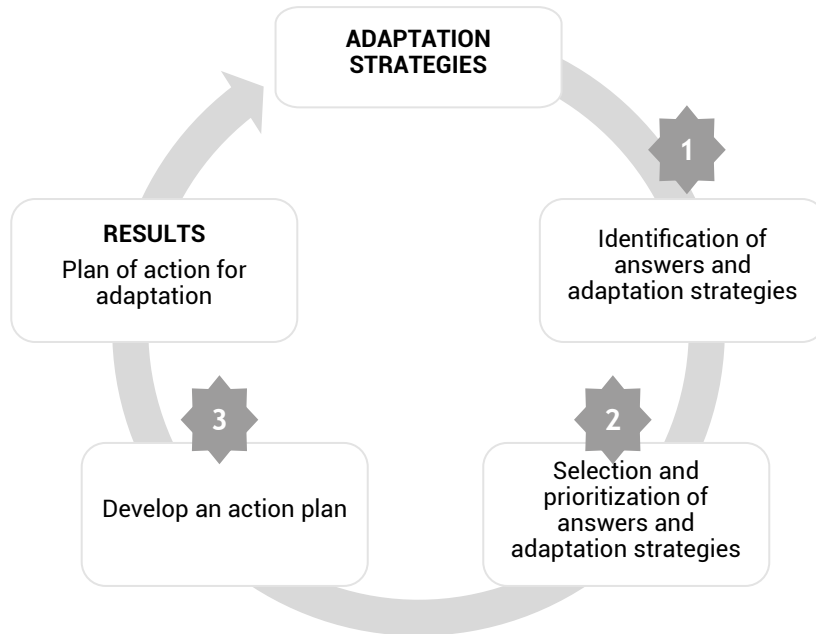 ADAPTATION
STRATEGIES
1
Identification of
answers and
adaptation strategies
2
Selection and
prioritization of
answers and
adaptation strategies
3
Develop an action plan
RESULTS
Plan of action for
adaptation